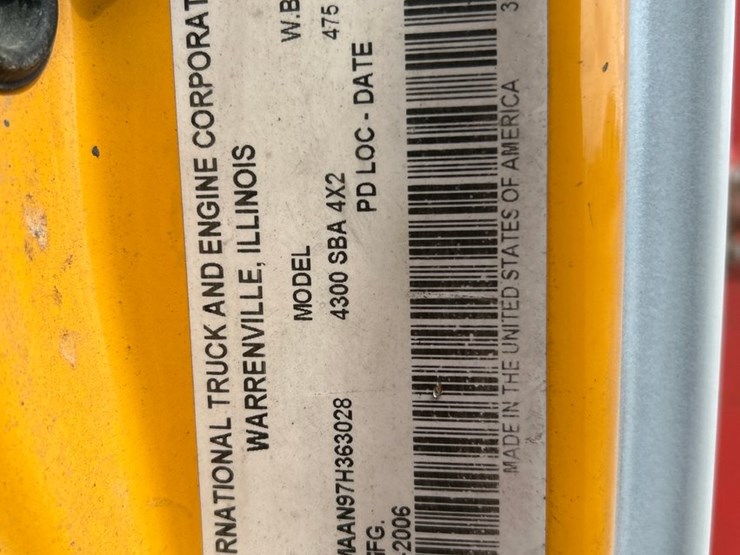 RNATIONAL TRUCK AND ENGINE CORPORAT
WARRENVILLE, ILLINOIS
MODEL W.B
4300 SBA 4X2 475
PD LOC - DATE
MAAN97H363028
FG.
-2006
3
MADE IN THE UNITED STATES OF AMERICA